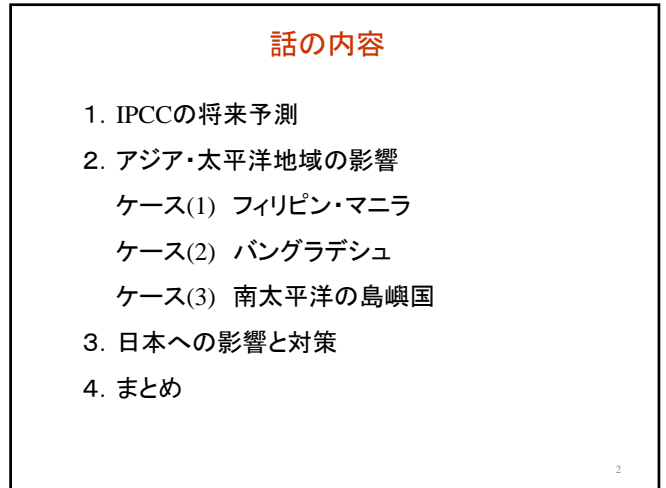 話の内容
１．IPCCの将来予測
２．アジア・太平洋地域の影響
ケース(1)　フィリピン・マニラ
ケース(2)　バングラデシュ
ケース(3)　南太平洋の島嶼国
３．日本への影響と対策
４．まとめ
2